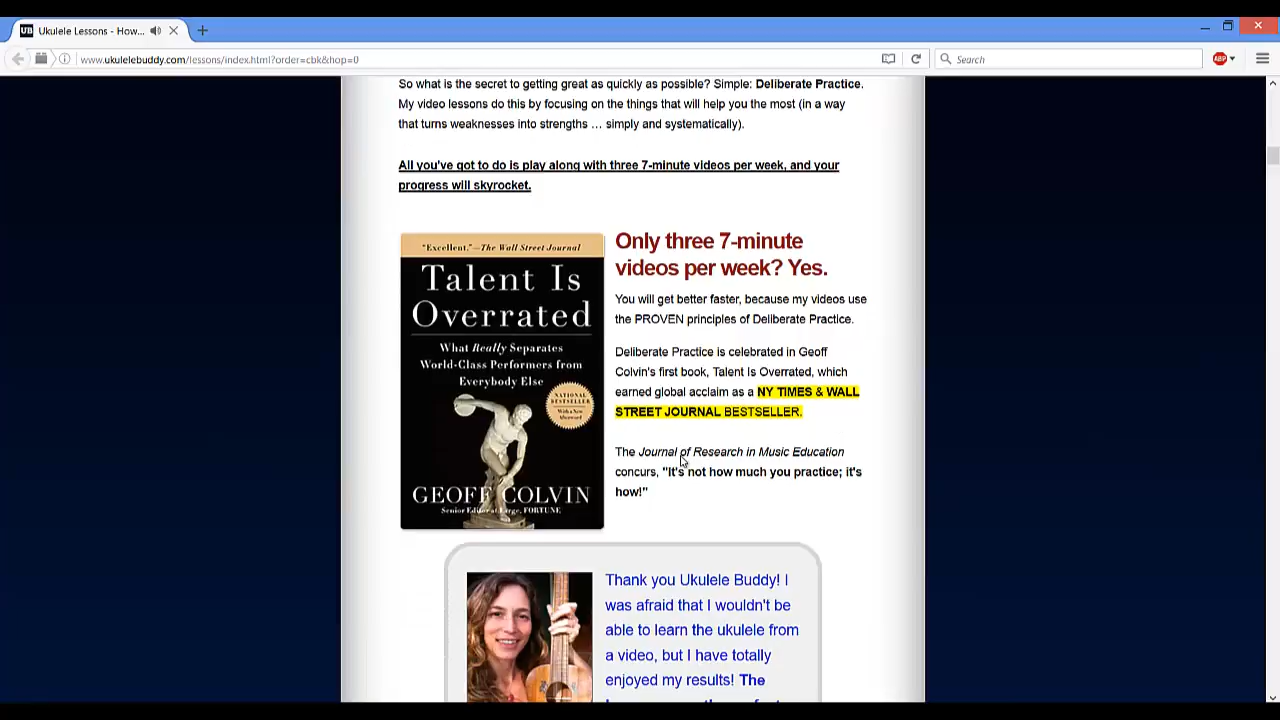 Ukulele Lessons - How...
www.ukulelebuddy.com/lessons/index.html?order=cbk&hop=0
Search
ABP
So what is the secret to getting great as quickly as possible? Simple: Deliberate Practice.
My video lessons do this by focusing on the things that will help you the most (in a way
that turns weaknesses into strengths … simply and systematically).
All you've got to do is play along with three 7-minute videos per week, and your
progress will skyrocket.
"Excellent."—The Wall Street Journal
Talent Is
Overrated
What Really Separates
World-Class Performers from
Everybody Else
NATIONAL
BESTSELLER
With a New
Afterword
GEOFF COLVIN
Senior Editor at Large, FORTUNE
Only three 7-minute
videos per week? Yes.
You will get better faster, because my videos use
the PROVEN principles of Deliberate Practice.
Deliberate Practice is celebrated in Geoff
Colvin's first book, Talent Is Overrated, which
earned global acclaim as a NY TIMES & WALL
STREET JOURNAL BESTSELLER.
The Journal of Research in Music Education
concurs, "It's not how much you practice; it's
how!"
Thank you Ukulele Buddy! I
was afraid that I wouldn't be
able to learn the ukulele from
a video, but I have totally
enjoyed my results! The